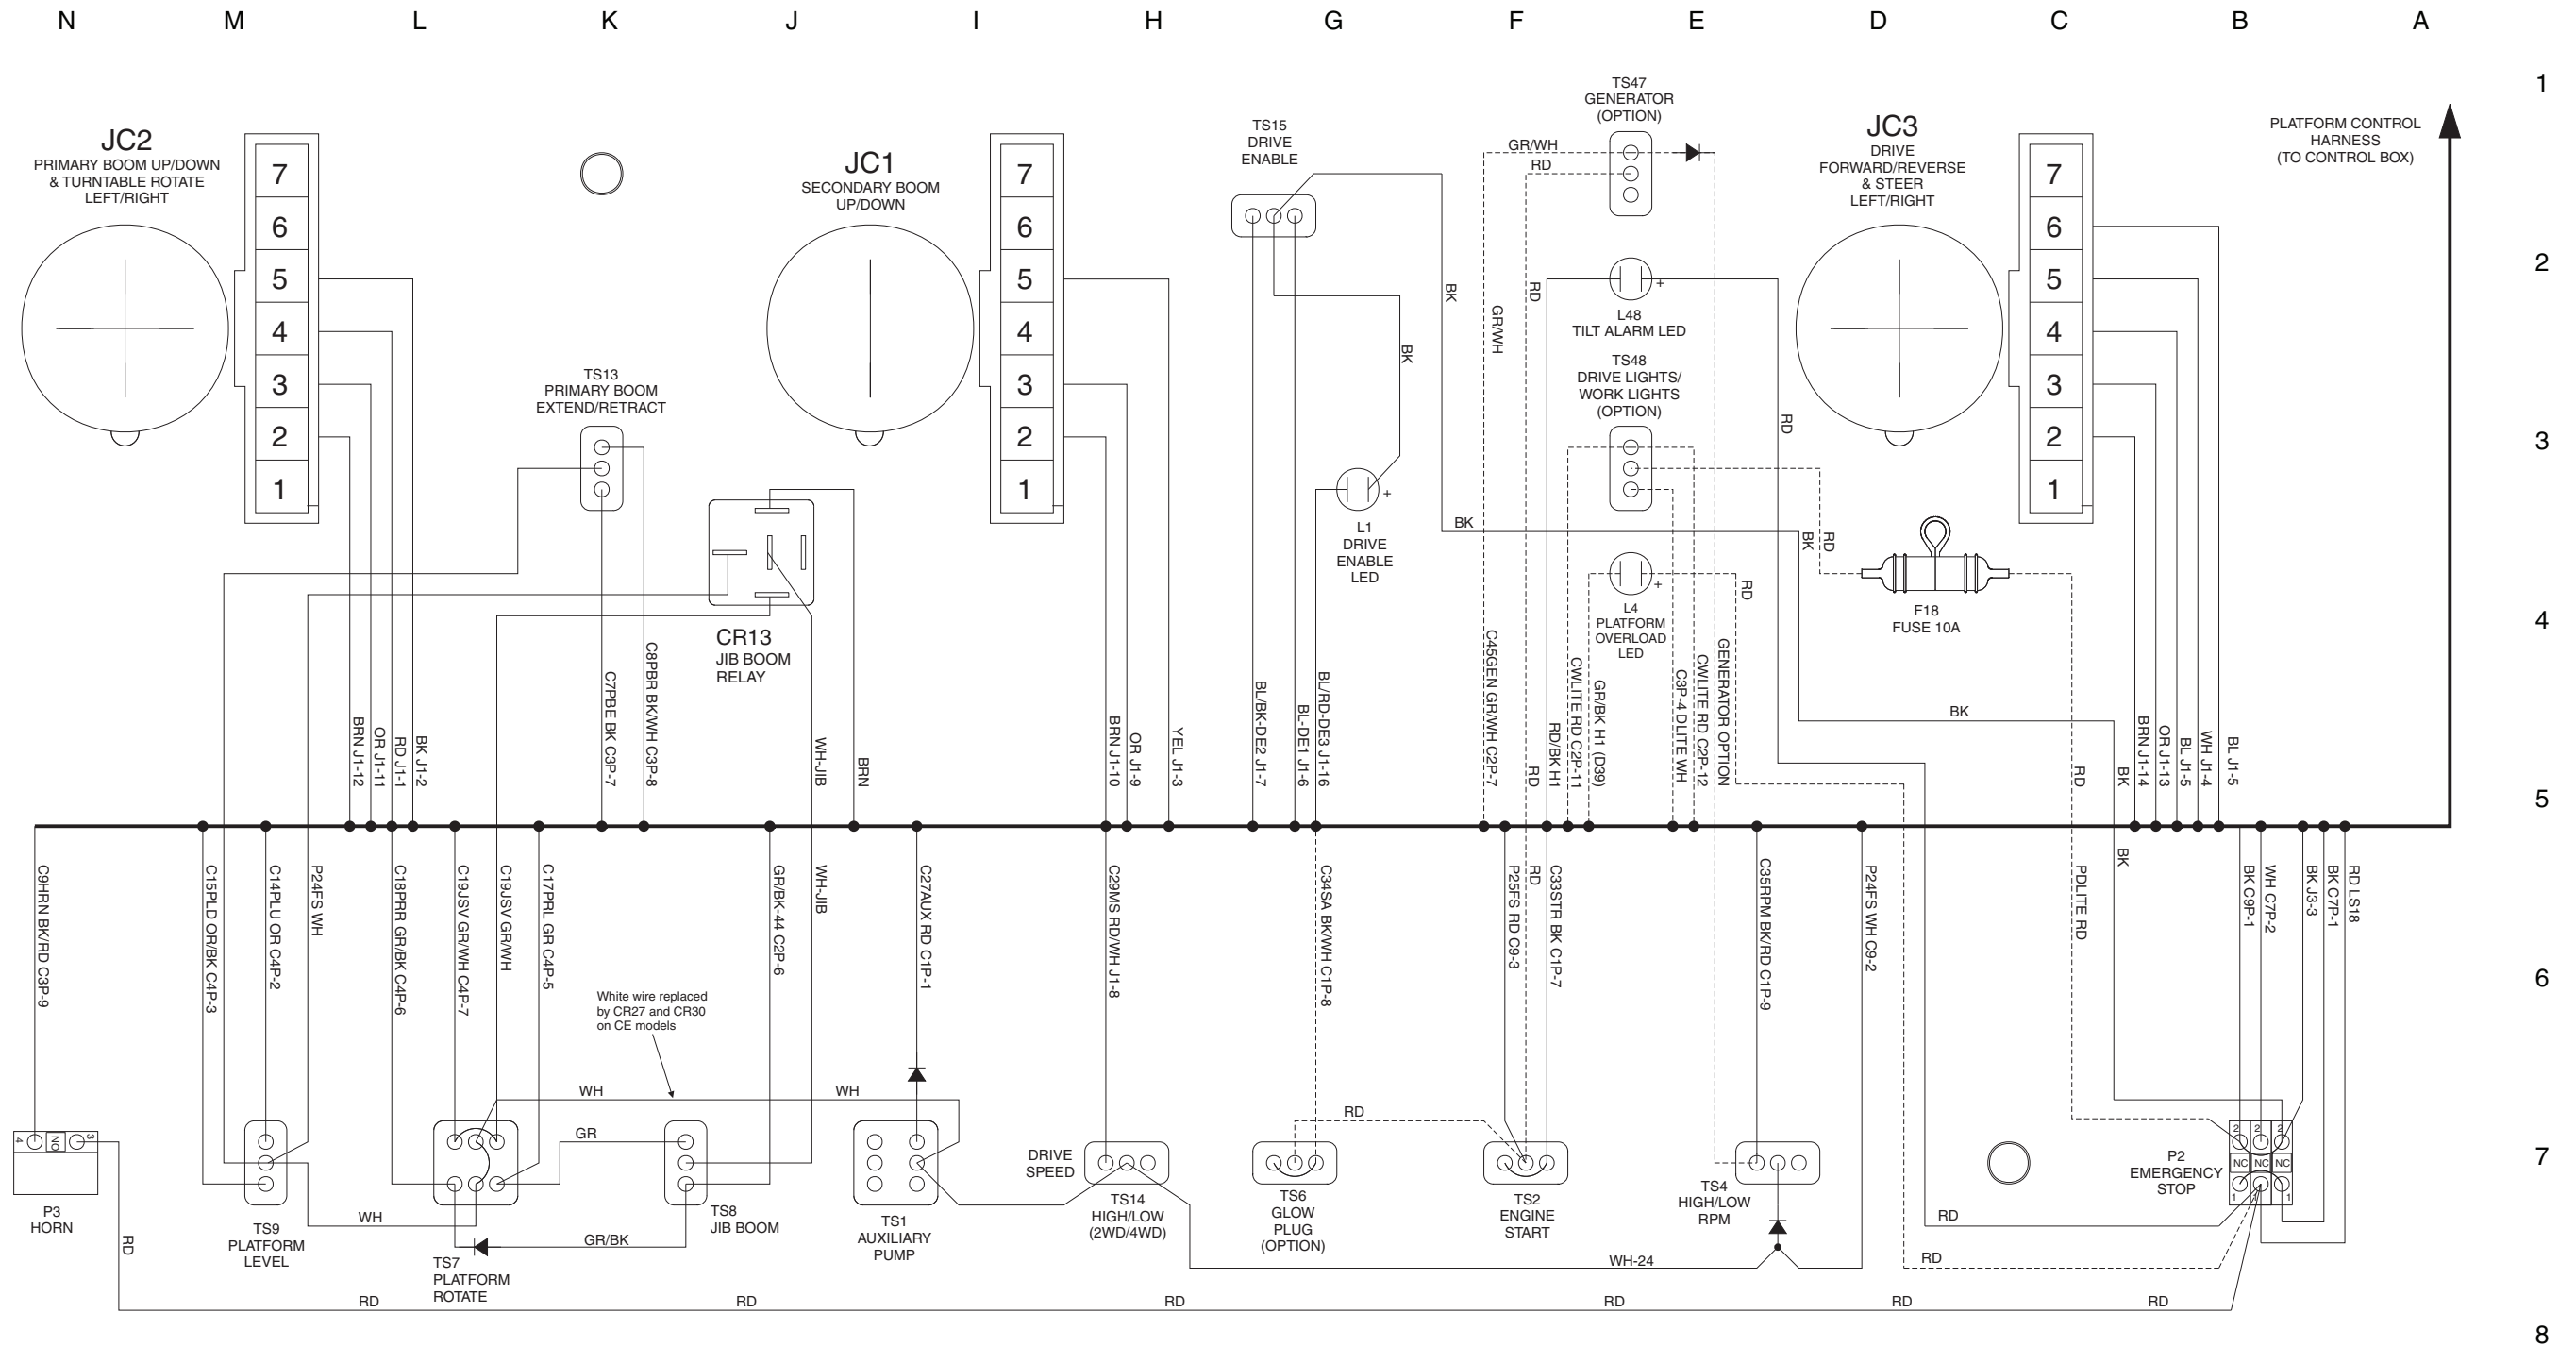 N M L K J I H G F E D C B A
1
2
3
4
5
6
7
8
JC2
PRIMARY BOOM UP/DOWN
& TURNTABLE ROTATE
LEFT/RIGHT
7
6
5
4
3
2
1
TS13
PRIMARY BOOM
EXTEND/RETRACT
JC1
SECONDARY BOOM
UP/DOWN
7
6
5
4
3
2
1
CR13
JIB BOOM
RELAY
TS15
DRIVE
ENABLE
BK
BK
BK
L1
DRIVE
ENABLE
LED
+
TS47
GENERATOR
(OPTION)
GR/WH
RD
GR/WH
RD
L48
TILT ALARM LED
+
TS48
DRIVE LIGHTS/
WORK LIGHTS
(OPTION)
RD
L4
PLATFORM
OVERLOAD
LED
+
RD
BK
RD
JC3
DRIVE
FORWARD/REVERSE
& STEER
LEFT/RIGHT
7
6
5
4
3
2
1
F18
FUSE 10A
PLATFORM CONTROL
HARNESS
(TO CONTROL BOX)
BRN J1-12
OR J1-11
RD J1-1
BK J1-2
C7PBE BK C3P-7
C8PBR BK/WH C3P-8
WH-JIB
BRN
BRN J1-10
OR J1-9
YEL J1-3
BL/BK-DE2 J1-7
BL-DE1 J1-6
BL/RD-DE3 J1-16
C45GEN GR/WH C2P-7
RD
RD/BK H1
CWLITE RD C2P-11
GR/BK H1 (D39)
C3P-4 DLITE WH
CWLITE RD C2P-12
GENERATOR OPTION
BK
RD
BK
BRN J1-14
OR J1-13
BL J1-5
WH J1-4
BL J1-5
C9HRN BK/RD C3P-9
C15PLD OR/BK C4P-3
C14PLU OR C4P-2
P24FS WH
C18PRR GR/BK C4P-6
C19JSV GR/WH C4P-7
C19JSV GR/WH
C17PRL GR C4P-5
GR/BK-44 C2P-6
WH-JIB
C27AUX RD C1P-1
C29MS RD/WH J1-8
C34SA BK/WH C1P-8
P25FS RD C9-3
RD
C33STR BK C1P-7
C35RPM BK/RD C1P-9
P24FS WH C9-2
PDLITE RD
BK
BK C9P-1
WH C7P-2
BK J3-3
BK C7P-1
RD LS18
White wire replaced
by CR27 and CR30
on CE models
WH
WH
GR
WH
GR/BK
RD
4 NO 3
P3
HORN
TS9
PLATFORM
LEVEL
TS7
PLATFORM
ROTATE
TS8
JIB BOOM
TS1
AUXILIARY
PUMP
DRIVE
SPEED
TS14
HIGH/LOW
(2WD/4WD)
RD
TS6
GLOW
PLUG
(OPTION)
TS2
ENGINE
START
TS4
HIGH/LOW
RPM
WH-24
RD
RD
P2
EMERGENCY
STOP
2 2 2
NC NC NC
1 1
RD RD RD RD RD RD